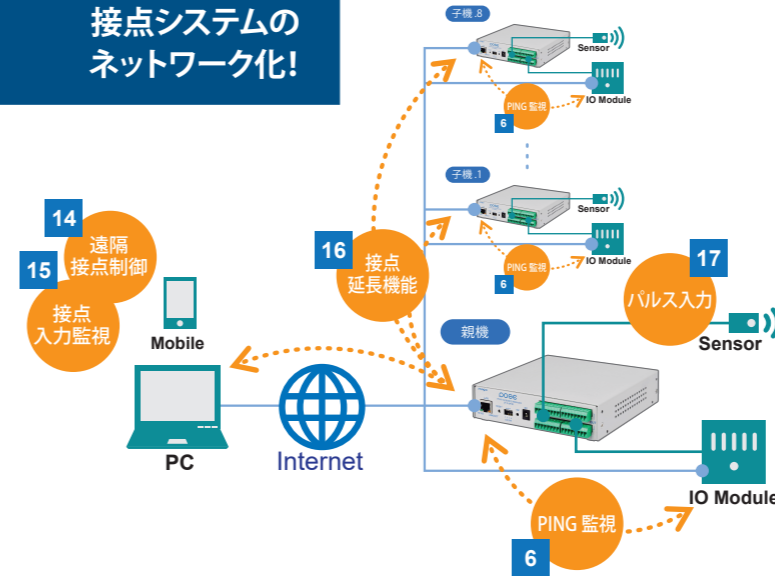 接点システムの
ネットワーク化!
子機.8
Sensor
IO Module
PING 監視
6
子機.1
Sensor
IO Module
PING 監視
6
14
遠隔
接点制御
15
接点
入力監視
Mobile
16
接点
延長機能
17
パルス入力
Sensor
親機
PC
Internet
IO Module
PING 監視
6